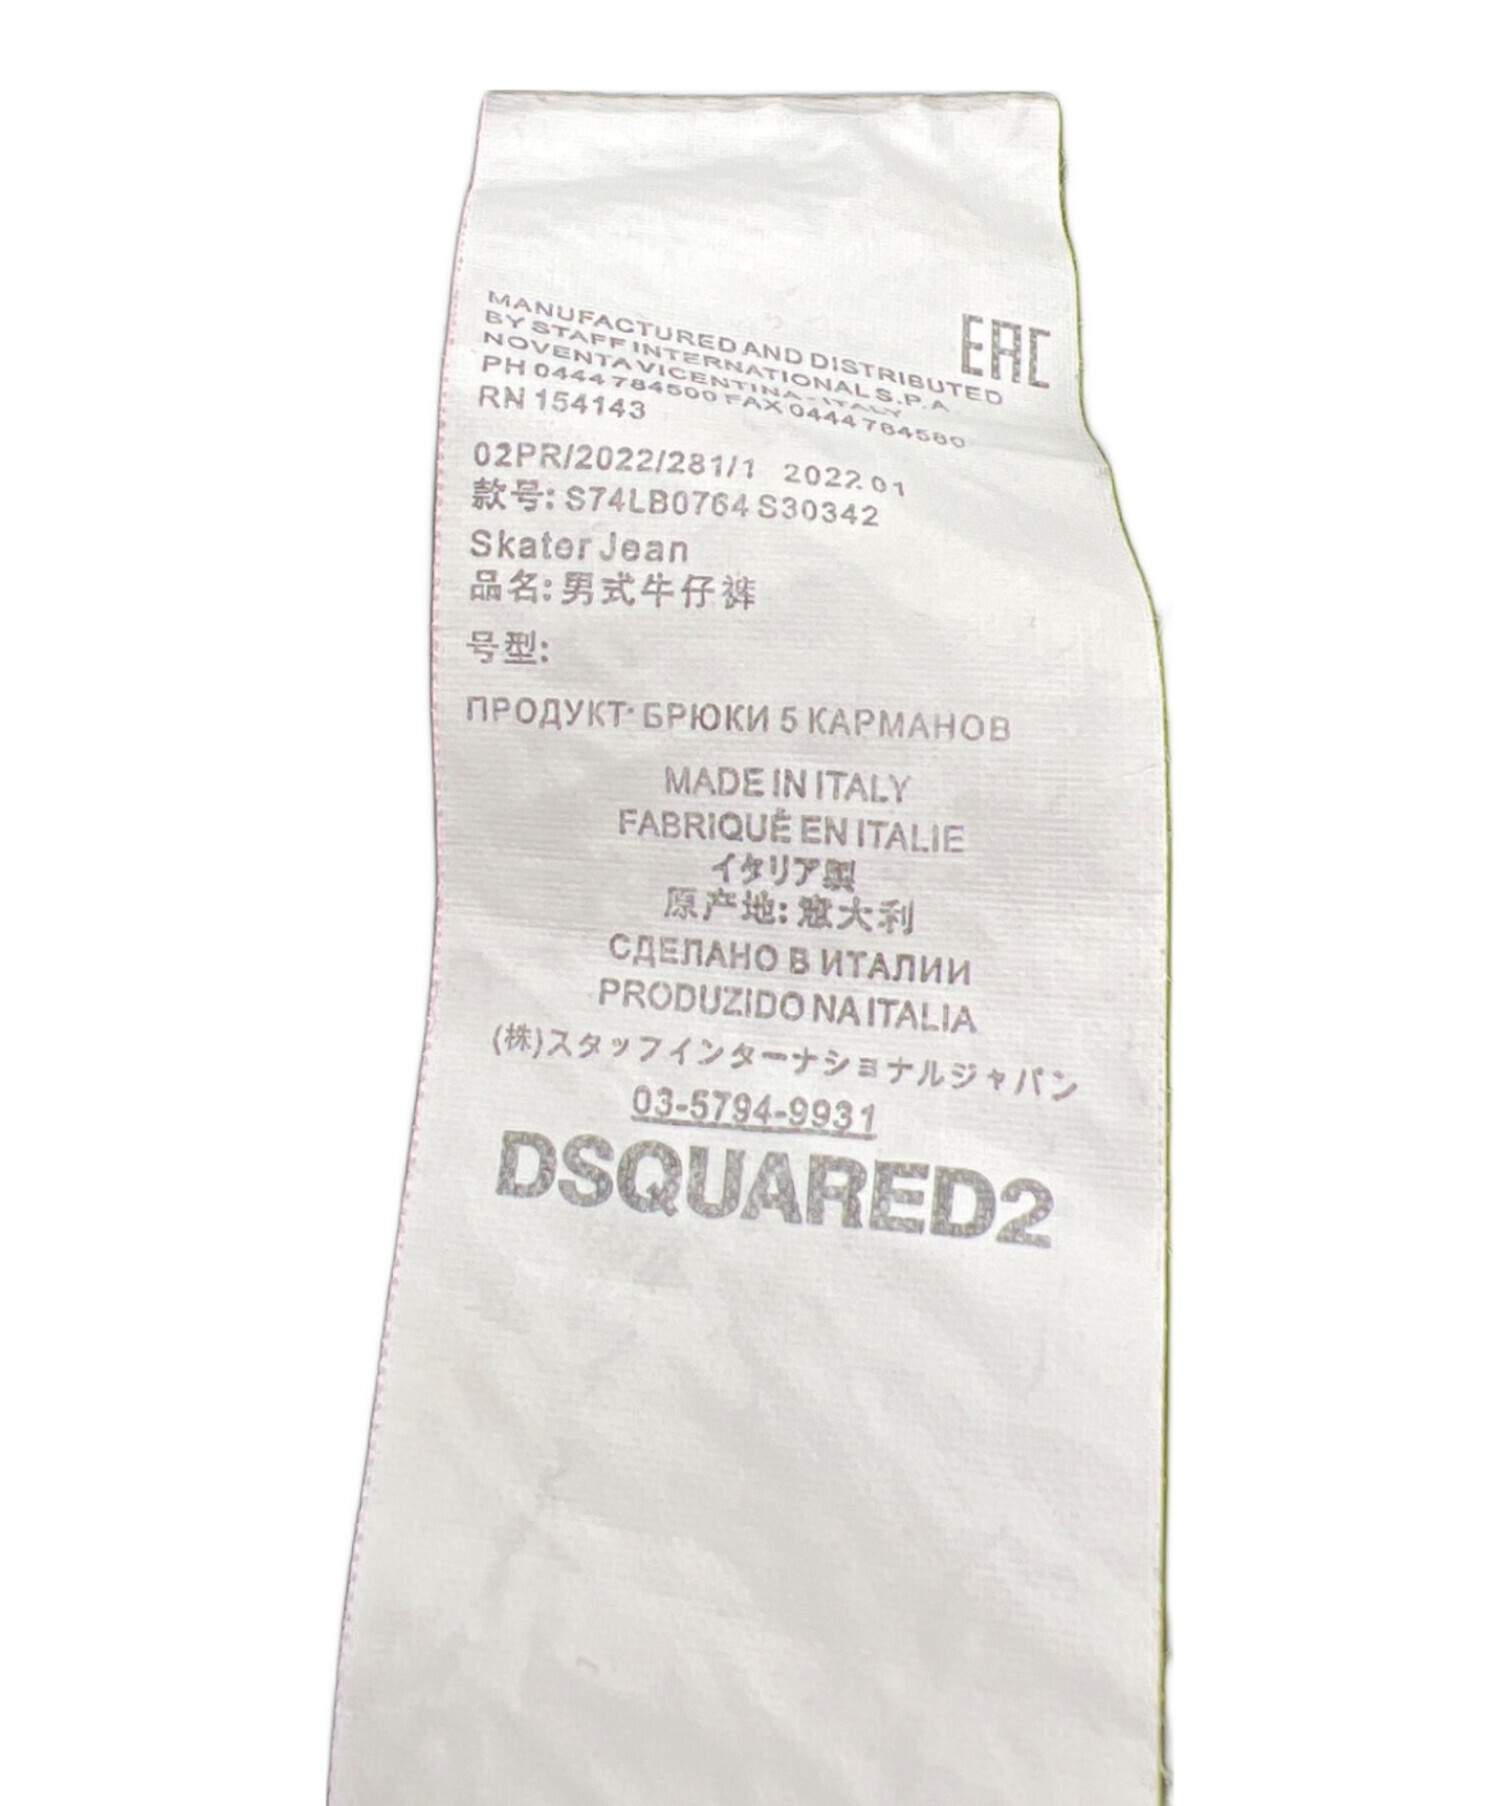 EAC
MANUFACTURED AND DISTRIBUTED
BY STAFF INTERNATIONAL S.P.A
NOVENTA VICENTINA - ITALY
PH 0444 784500 FAX 0444 784580
RN 154143
02PR/2022/281/1 2022.01
款号: S74LB0764 S30342
Skater Jean
品名: 男式牛仔裤
号型:
ПРОДУКТ: БРЮКИ 5 КАРМАНОВ
MADE IN ITALY
FABRIQUÉ EN ITALIE
イタリア製
原产地: 意大利
СДЕЛАНО В ИТАЛИИ
PRODUZIDO NA ITALIA
(株)スタッフインターナショナルジャパン
03-5794-9931
DSQUARED2